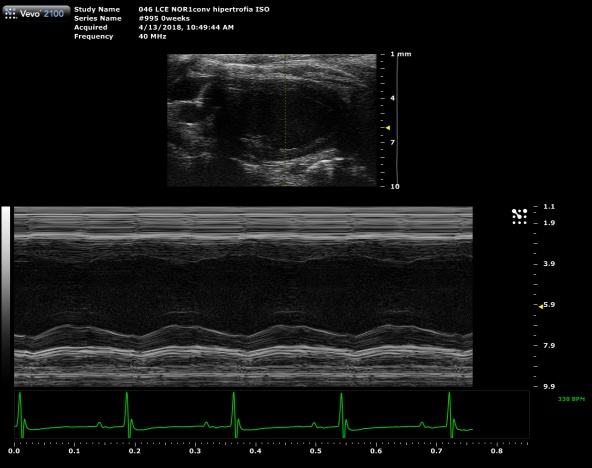 Vevo 2100
Study Name 046 LCE NOR1conv hipertrofia ISO
Series Name #995 0weeks
Acquired 4/13/2018, 10:49:44 AM
Frequency 40 MHz
1 mm
4
7
10
1.1
1.9
3.9
5.9
7.9
9.9
338 BPM
0.0 0.1 0.2 0.3 0.4 0.5 0.6 0.7 0.8